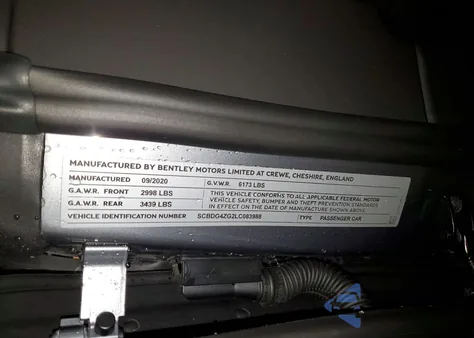 MANUFACTURED BY BENTLEY MOTORS LIMITED AT CREWE, CHESHIRE, ENGLAND
MANUFACTURED 09/2020 G.V.W.R. 6173 LBS
G.A.W.R. FRONT 2998 LBS
G.A.W.R. REAR 3439 LBS
THIS VEHICLE CONFORMS TO ALL APPLICABLE FEDERAL MOTOR
VEHICLE SAFETY, BUMPER AND THEFT PREVENTION STANDARDS
IN EFFECT ON THE DATE OF MANUFACTURE SHOWN ABOVE.
VEHICLE IDENTIFICATION NUMBER SCBDG4ZG2LC083988 TYPE PASSENGER CAR